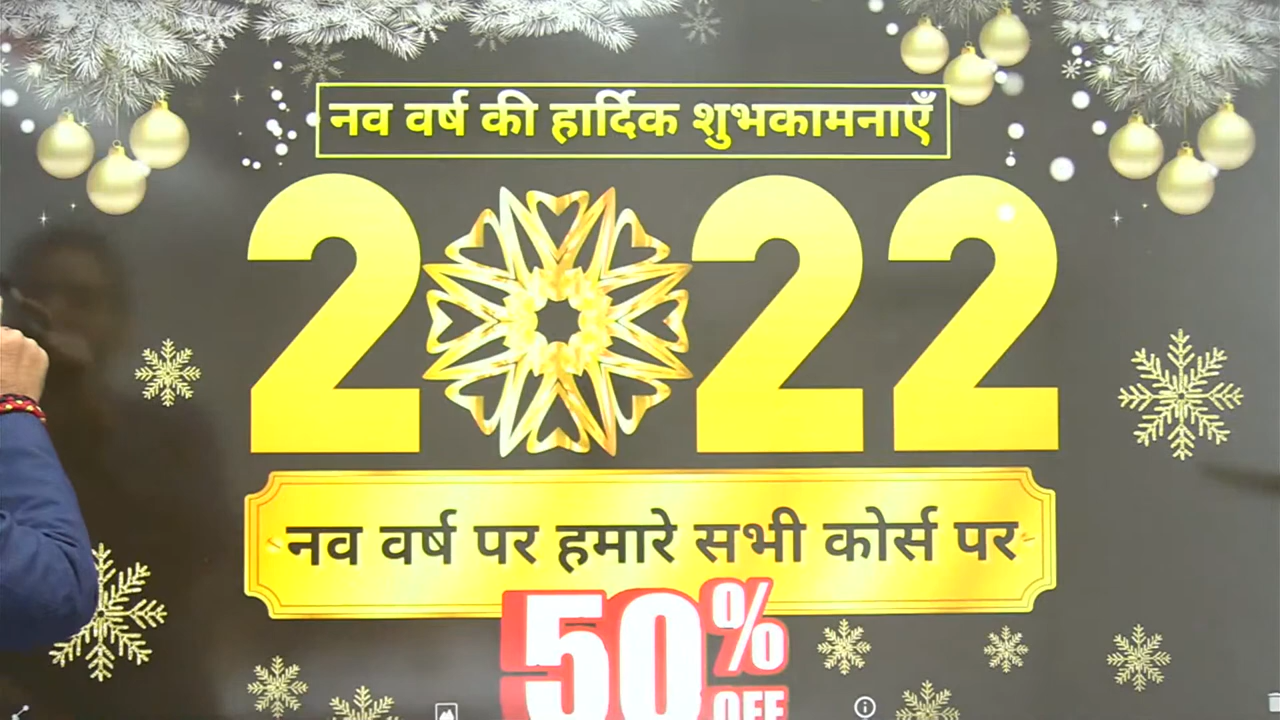 नव वर्ष की हार्दिक शुभकामनाएँ
2022
नव वर्ष पर हमारे सभी कोर्स पर
50%
OFF